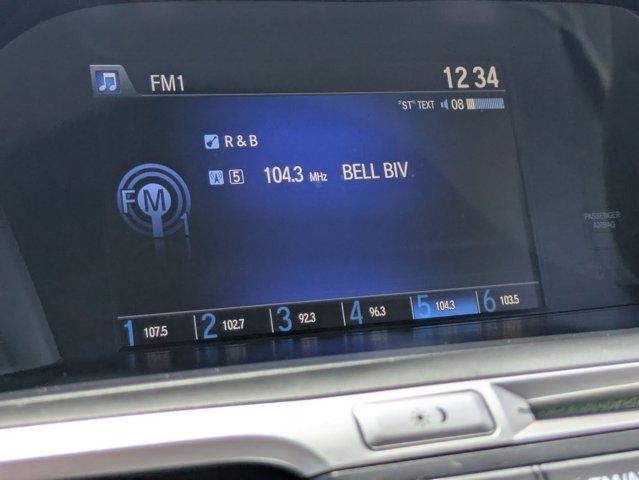 FM1 12 34
"ST" TEXT 08
R & B
5 104.3 MHz BELL BIV
FM 1
1 107.5 2 102.7 3 92.3 4 96.3 5 104.3 6 103.5
PASSENGER
AIRBAG